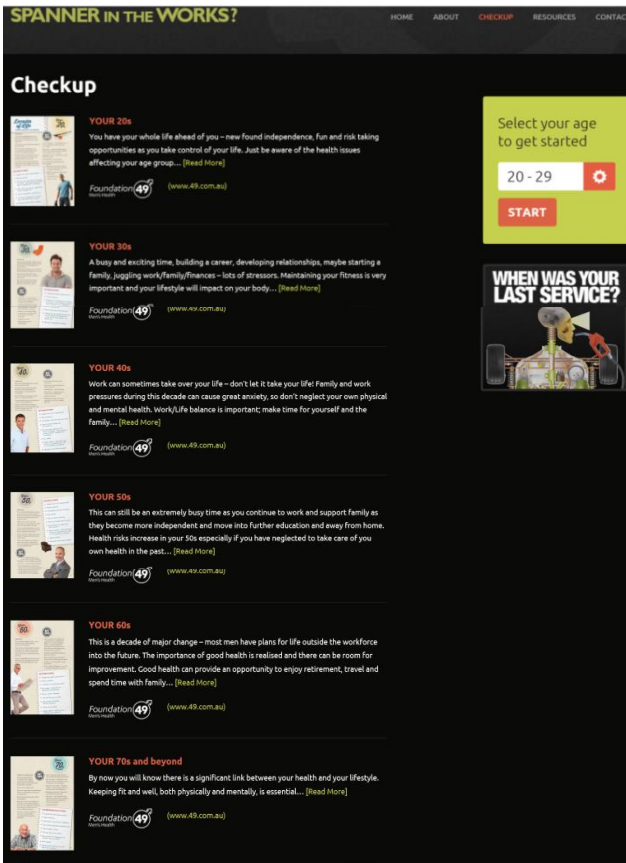 SPANNER IN THE WORKS?
HOME ABOUT CHECKUP RESOURCES CONTAC
Checkup
YOUR 20s
You have your whole life ahead of you – new found independence, fun and risk taking
opportunities as you take control of your life. Just be aware of the health issues
affecting your age group... [Read More]
Foundation 49
Men's Health
(www.49.com.au)
YOUR 30s
A busy and exciting time, building a career, developing relationships, maybe starting a
family, juggling work/family/finances – lots of stressors. Maintaining your fitness is very
important and your lifestyle will impact on your body... [Read More]
Foundation 49
Men's Health
(www.49.com.au)
YOUR 40s
Work can sometimes take over your life – don't let it take your life! Family and work
pressures during this decade can cause great anxiety, so don't neglect your own physical
and mental health. Work/Life balance is important; make time for yourself and the
family... [Read More]
Foundation 49
Men's Health
(www.49.com.au)
YOUR 50s
This can still be an extremely busy time as you continue to work and support family as
they become more independent and move into further education and away from home.
Health risks increase in your 50s especially if you have neglected to take care of you
own health in the past... [Read More]
Foundation 49
Men's Health
(www.49.com.au)
YOUR 60s
This is a decade of major change – most men have plans for life outside the workforce
into the future. The importance of good health is realised and there can be room for
improvement. Good health can provide an opportunity to enjoy retirement, travel and
spend time with family... [Read More]
Foundation 49
Men's Health
(www.49.com.au)
YOUR 70s and beyond
By now you will know there is a significant link between your health and your lifestyle.
Keeping fit and well, both physically and mentally, is essential... [Read More]
Foundation 49
Men's Health
(www.49.com.au)
Select your age
to get started
20 - 29
START
WHEN WAS YOUR
LAST SERVICE?